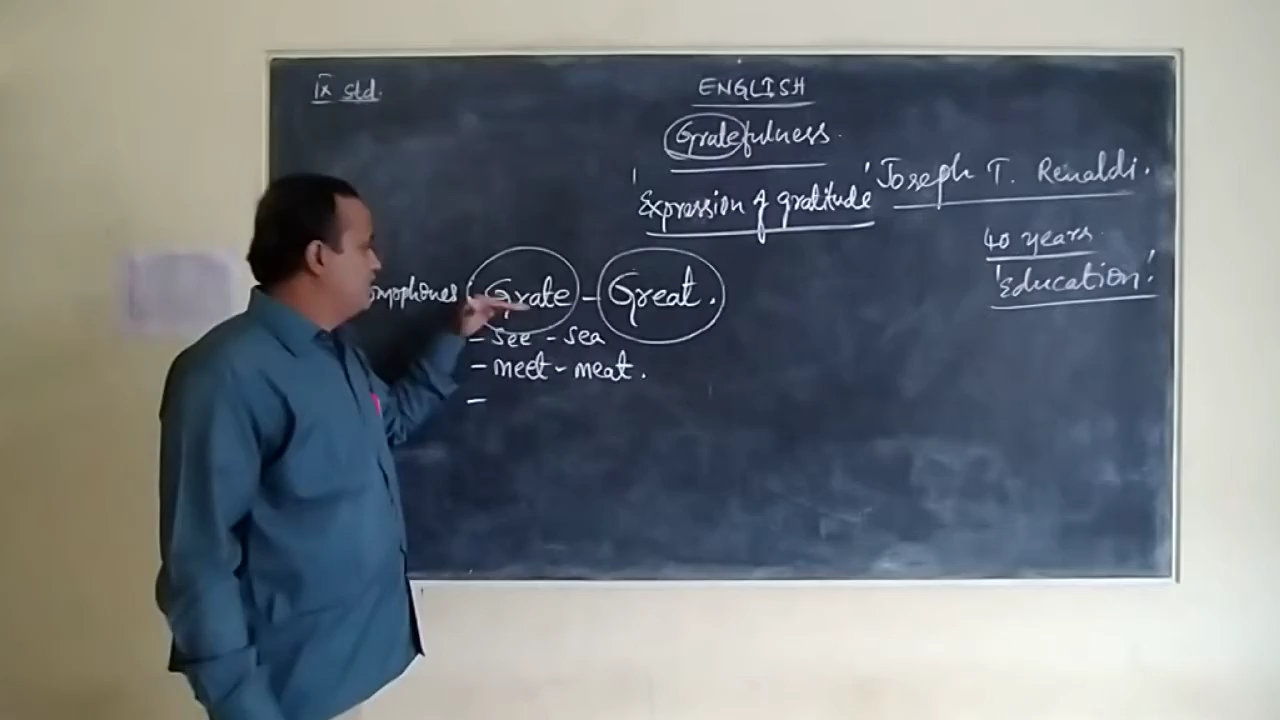 IX std.
ENGLISH
Gratefulness.
'Expression of gratitude' Joseph T. Renaldi.
40 years
'Education'
Grate - Great.
- see - sea
- meet - meat.
-